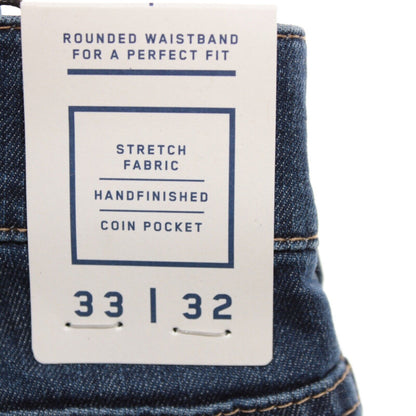 ROUNDED WAISTBAND
FOR A PERFECT FIT
STRETCH
FABRIC
HANDFINISHED
COIN POCKET
33 | 32